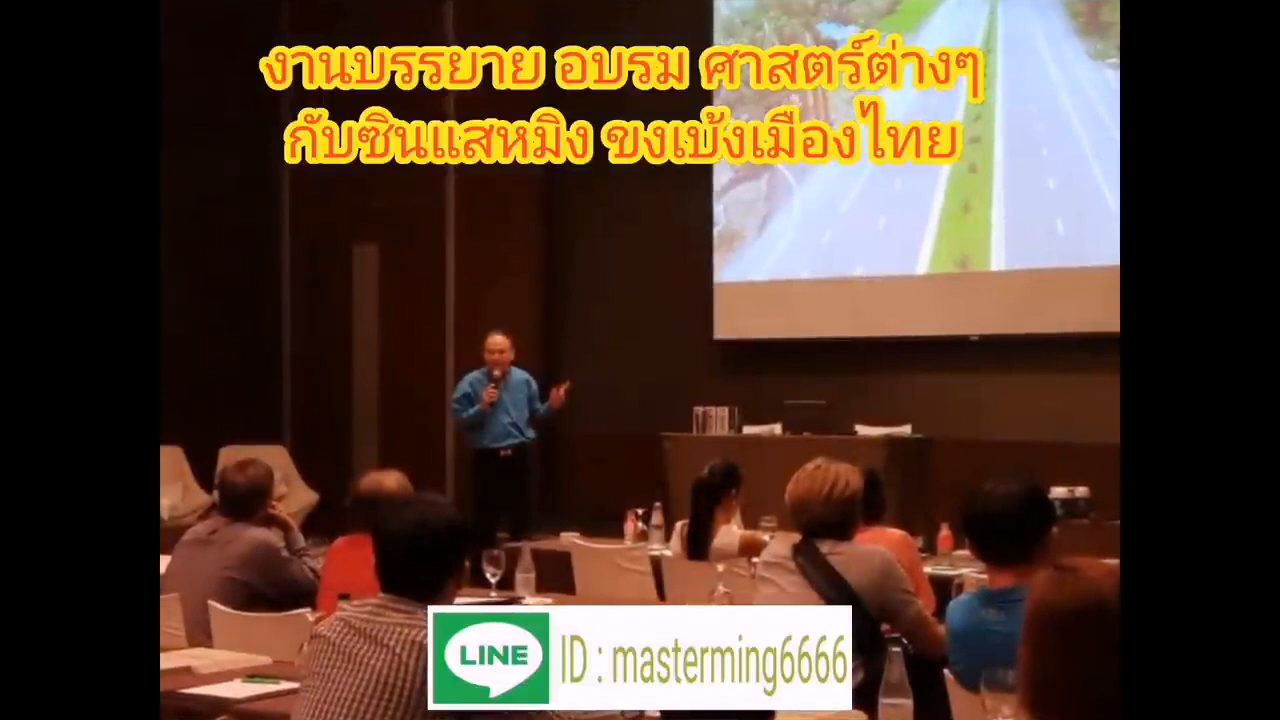 งานบรรยาย อบรม ศาสตร์ต่างๆ
กับซินแสหมิง ขงเบ้งเมืองไทย
LINE ID : masterming6666